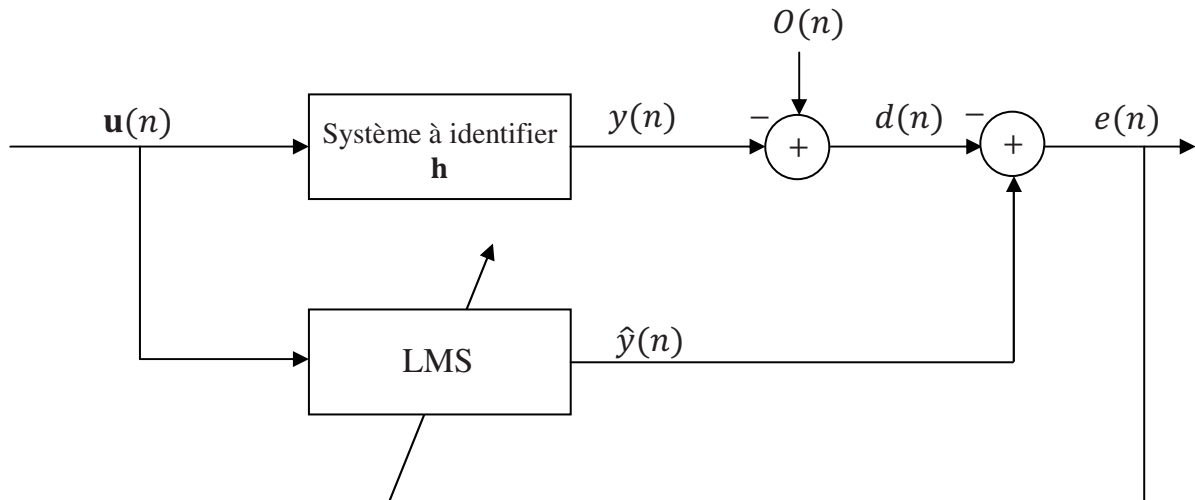 O(n)
u(n)
Système à identifier
h
y(n)
−
+
d(n)
−
+
e(n)
LMS
ŷ(n)